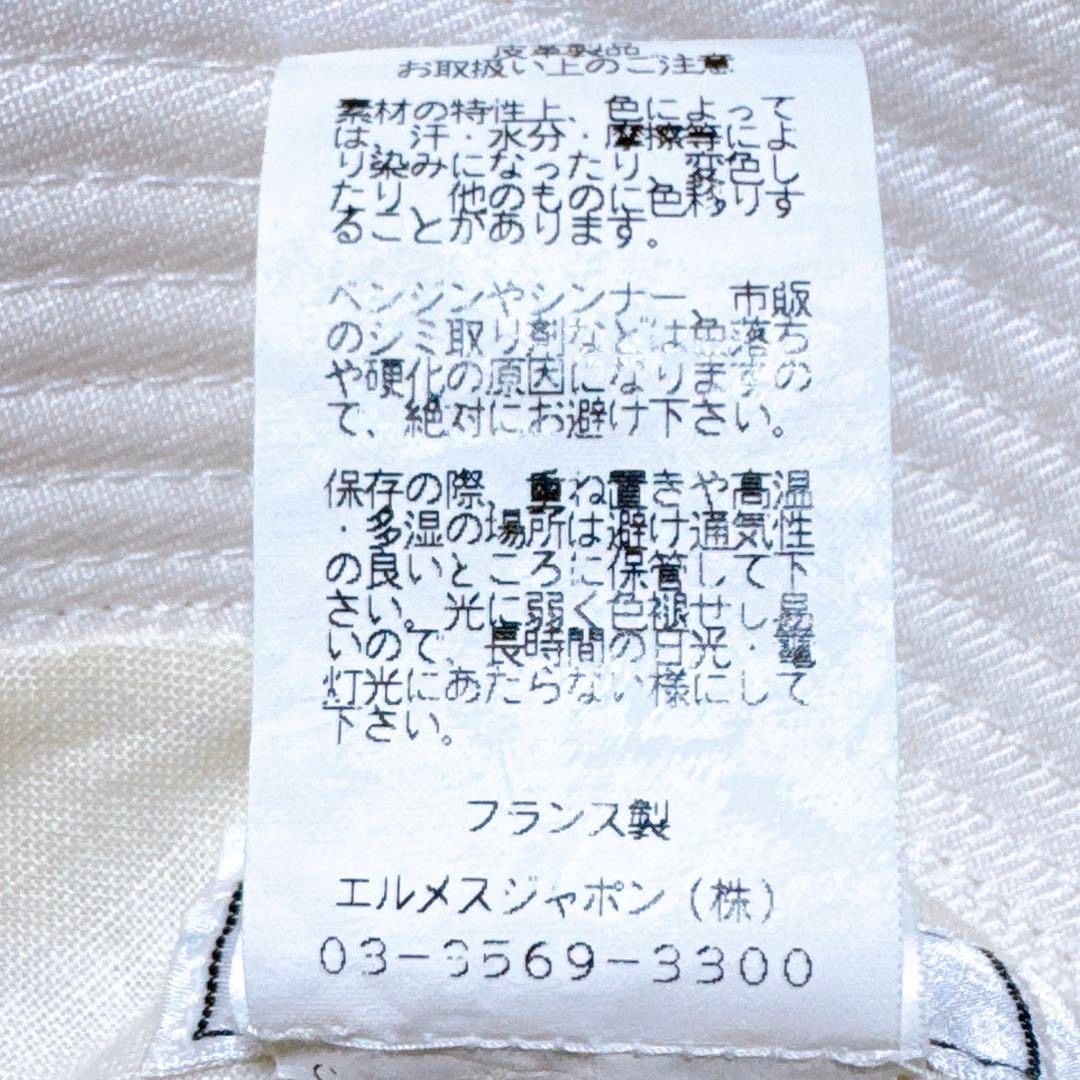 皮革製品
お取扱い上のご注意
素材の特性上、色によって
は、汗・水分・摩擦等によ
り染みになったり、変色し
たり、他のものに色移りす
ることがあります。
ベンジンやシンナー、市販
のシミ取り剤などは色落ち
や硬化の原因になりますの
で、絶対にお避け下さい。
保存の際、重ね置きや高温
・多湿の場所は避け通気性
の良いところに保管して下
さい。光に弱く色褪せし易
いので、長時間の日光・
灯光にあたらない様にして
下さい。
フランス製
エルメスジャポン(株)
03-3569-3300